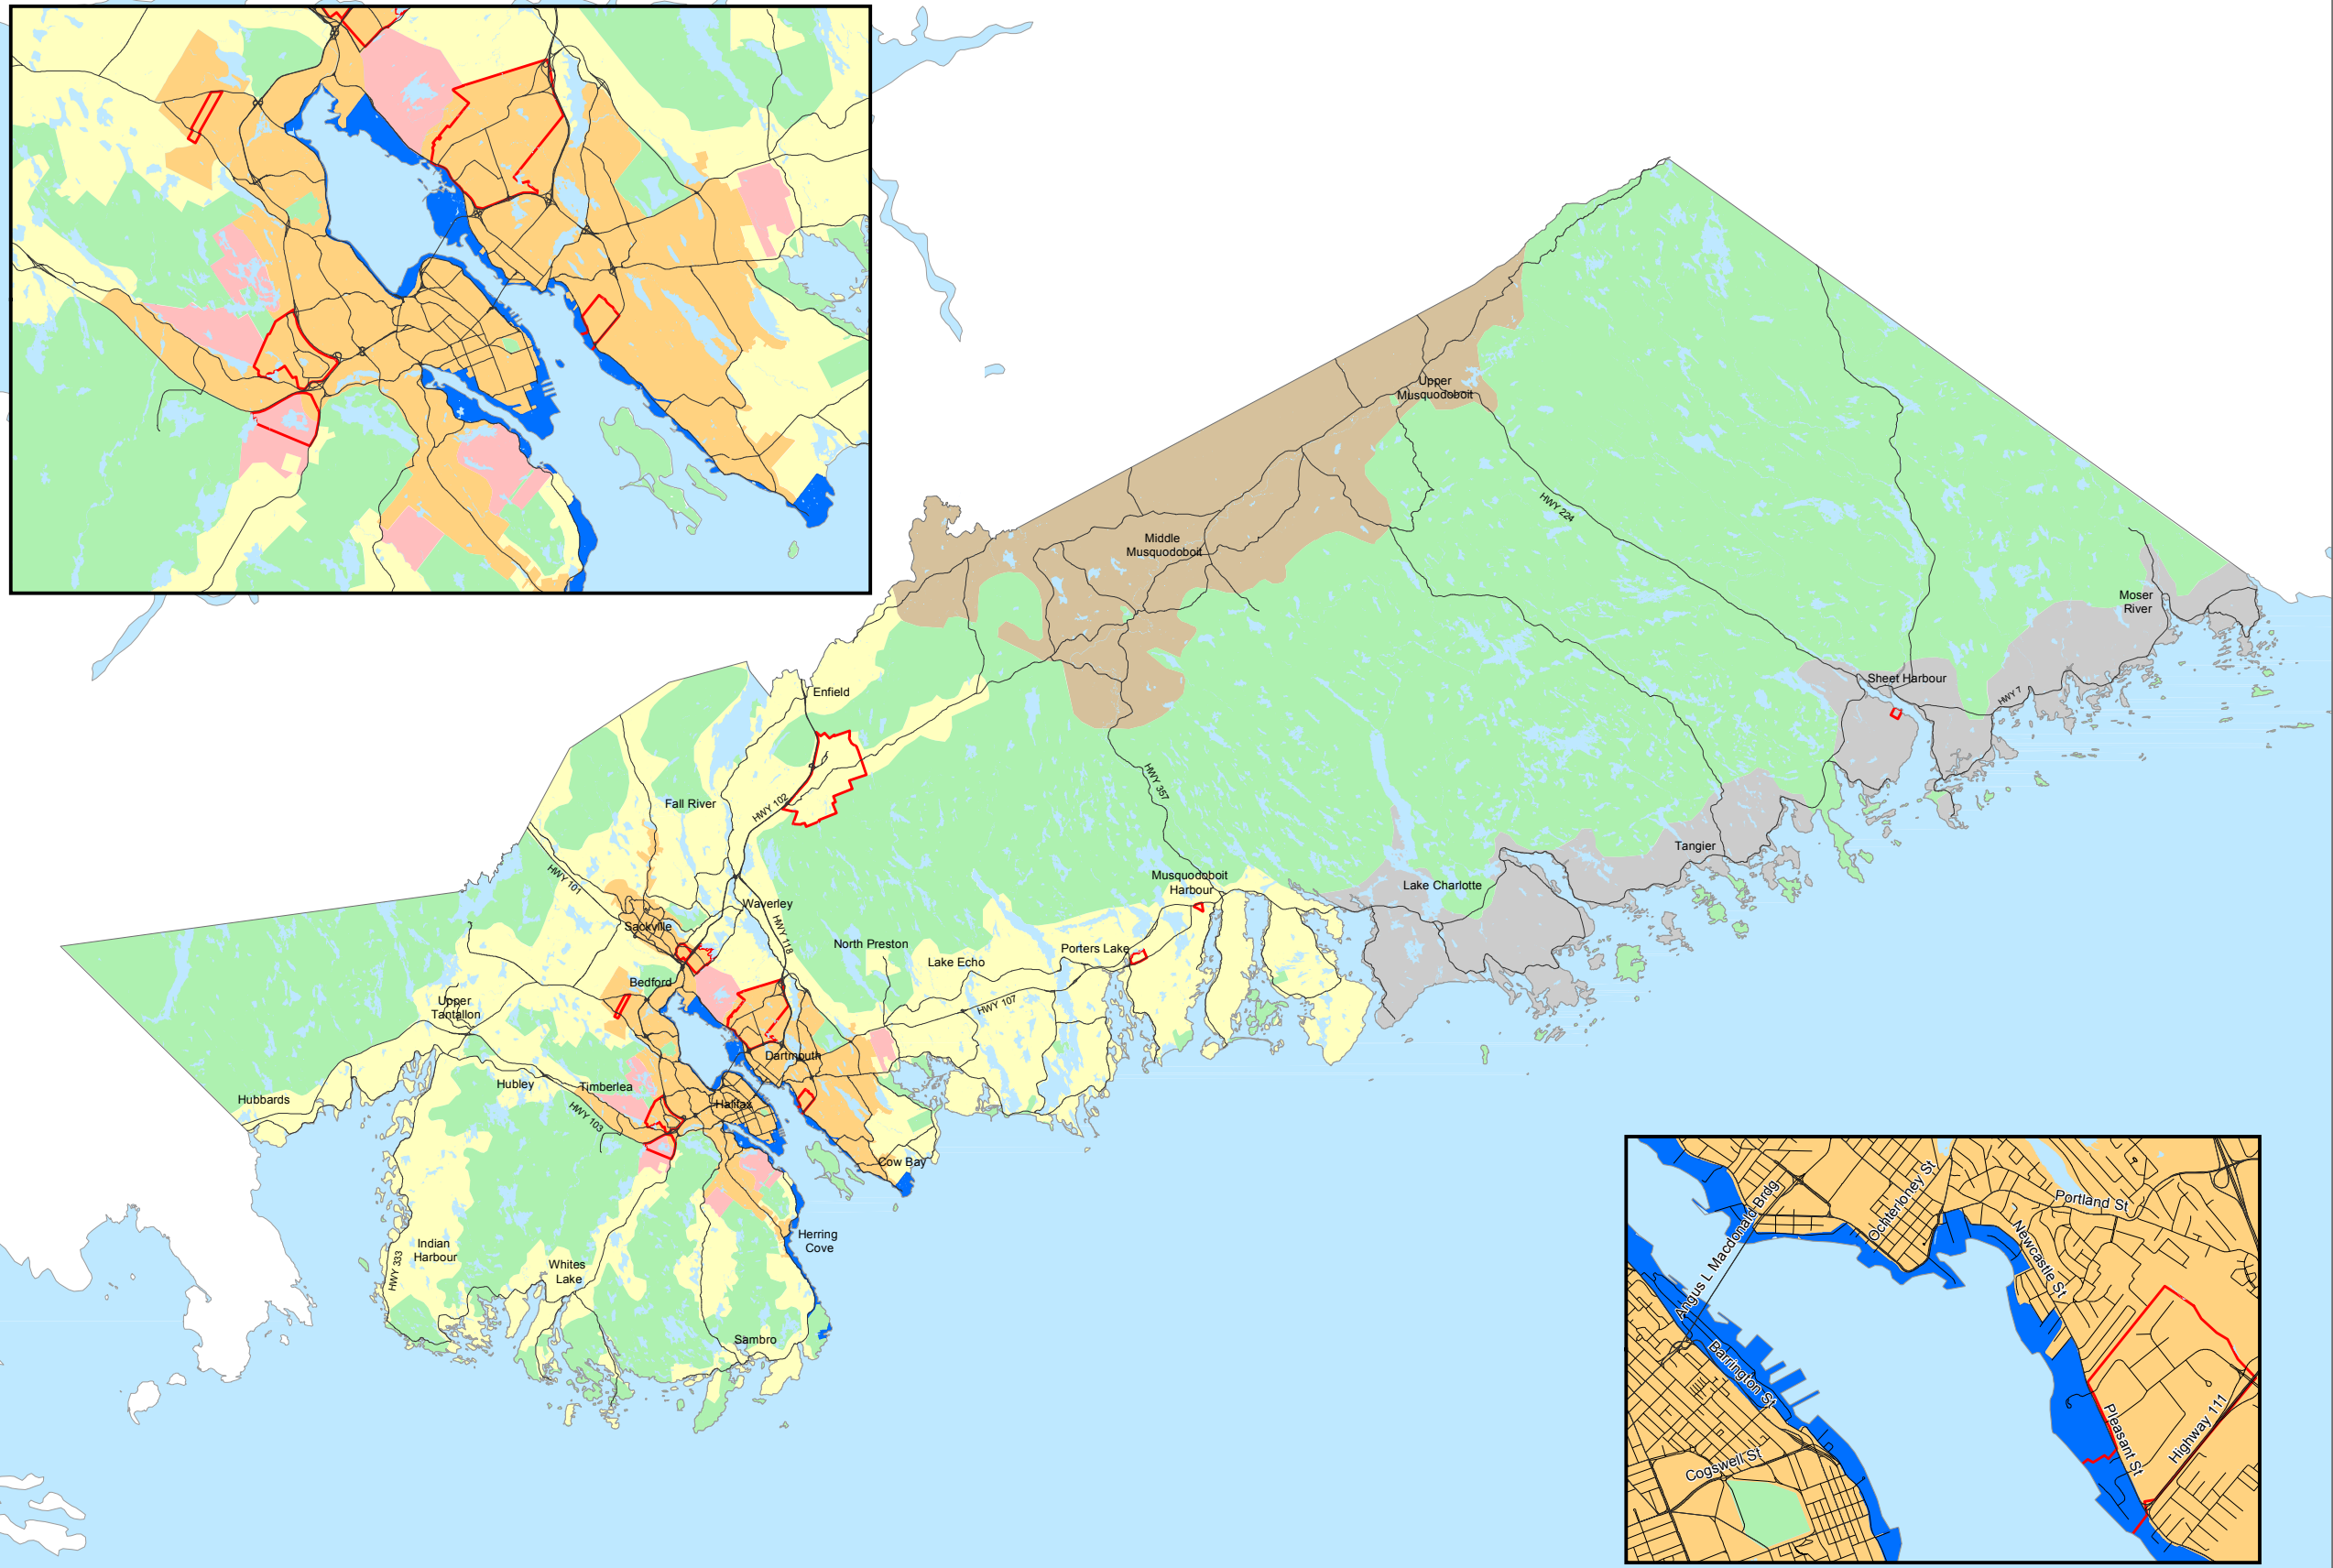 Upper
Musquodoboit
HWY 224
Middle
Musquodoboit
Moser
River
Sheet Harbour
HWY 7
Enfield
HWY 357
HWY 102
Fall River
Tangier
HWY 101
Musquodoboit
Harbour
Lake Charlotte
Waverley
Sackville
HWY 118
North Preston
Porters Lake
Lake Echo
Bedford
Upper
Tantallon
HWY 107
Dartmouth
Hubley
Timberlea
Hubbards
HWY 103
Halifax
Cow Bay
Herring
Cove
Indian
Harbour
HWY 333
Whites
Lake
Sambro
Angus L Macdonald Brdg
Ochterloney St
Portland St
Newcastle St
Barrington St
Pleasant St
Highway 111
Cogswell St